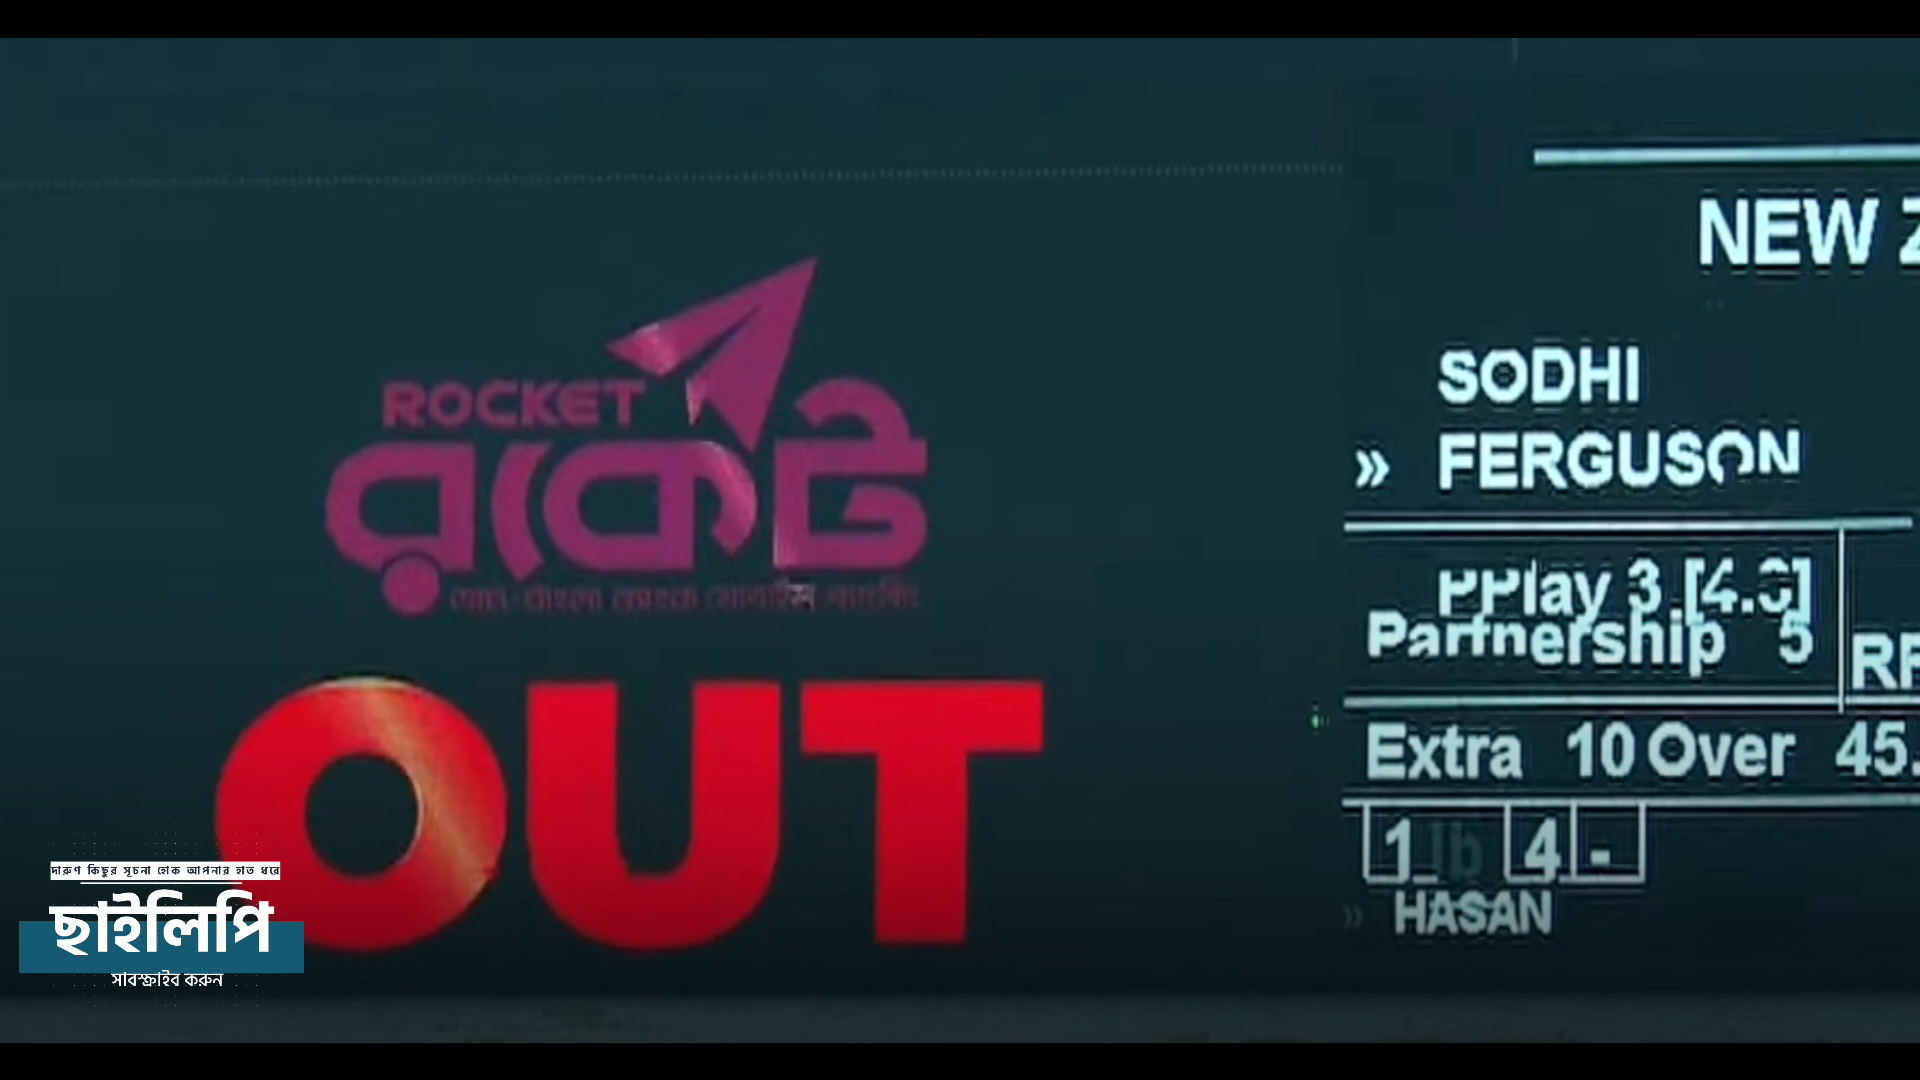 NEW
SODHI
» FERGUSON
ROCKET
রকেট
PPlay 3 [4.3]
Partnership 5
OUT
Extra 10 Over 45.
1 lb 4 -
» HASAN
দারুণ কিছুর সূচনা হোক আপনার হাত ধরে
ছাইলিপি
সাবস্ক্রাইব করুন